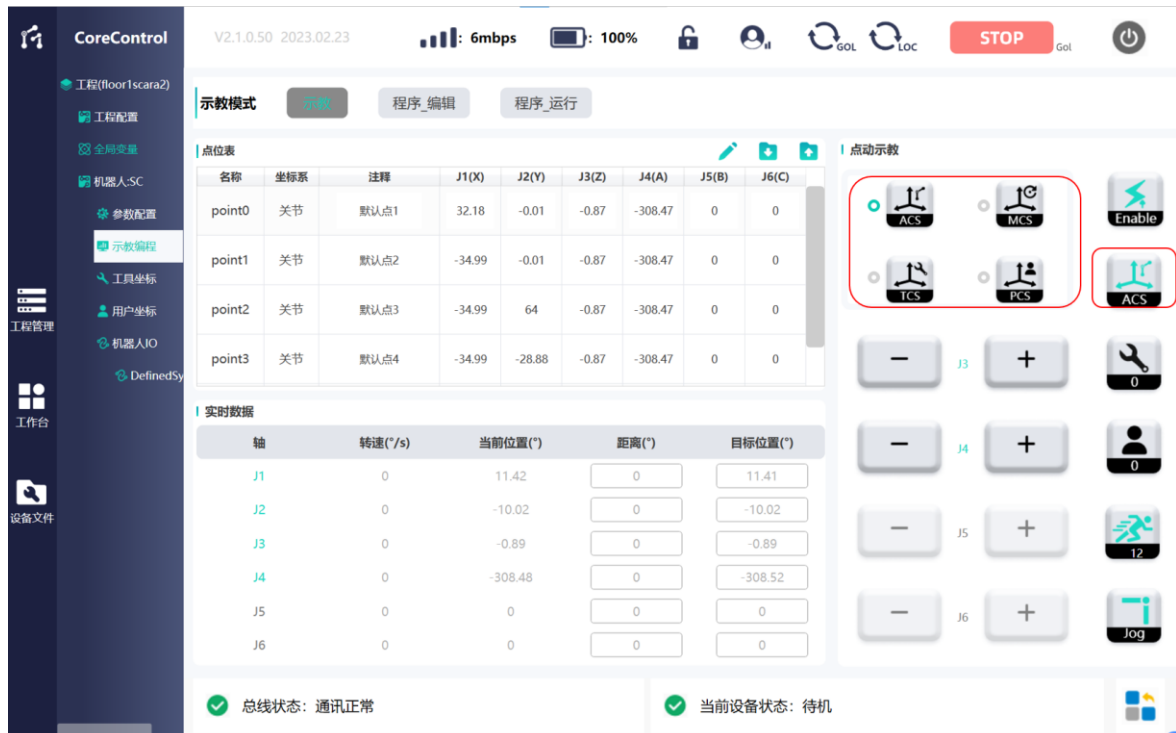 CoreControl
V2.1.0.50 2023.02.23
: 6mbps
: 100%
GOL
LOC
STOP
Gol
工程(floor1scara2)
工程配置
全局变量
机器人:SC
参数配置
示教编程
工具坐标
用户坐标
机器人IO
DefinedSy
工程管理
工作台
设备文件
示教模式
示教
程序_编辑
程序_运行
点位表
名称 坐标系 注释 J1(X) J2(Y) J3(Z) J4(A) J5(B) J6(C)
point0 关节 默认点1 32.18 -0.01 -0.87 -308.47 0 0
point1 关节 默认点2 -34.99 -0.01 -0.87 -308.47 0 0
point2 关节 默认点3 -34.99 64 -0.87 -308.47 0 0
point3 关节 默认点4 -34.99 -28.88 -0.87 -308.47 0 0
实时数据
轴 转速(°/s) 当前位置(°) 距离(°) 目标位置(°)
J1 0 11.42 0 11.41
J2 0 -10.02 0 -10.02
J3 0 -0.89 0 -0.89
J4 0 -308.48 0 -308.52
J5 0 0 0 0
J6 0 0 0 0
点动示教
ACS
MCS
TCS
PCS
Enable
ACS
− J3 +
0
− J4 +
0
− J5 +
12
− J6 +
Jog
总线状态：通讯正常
当前设备状态：待机